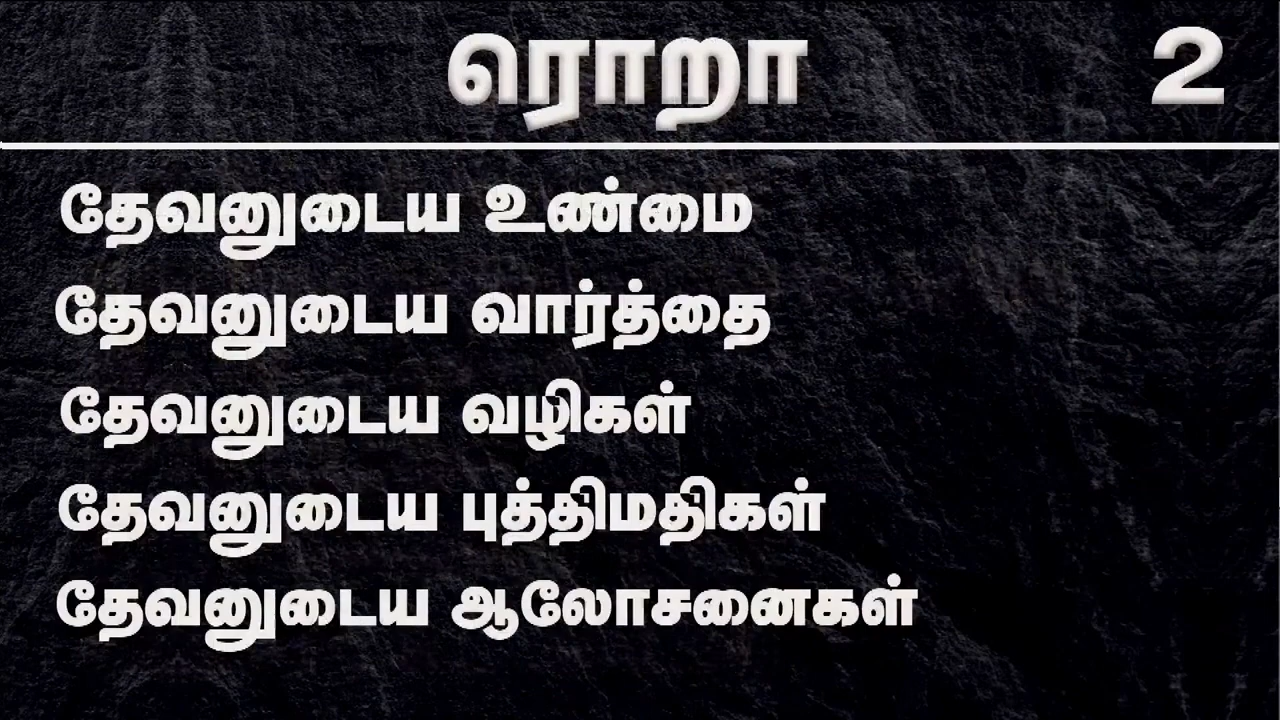 ரொறா 2
தேவனுடைய உண்மை
தேவனுடைய வார்த்தை
தேவனுடைய வழிகள்
தேவனுடைய புத்திமதிகள்
தேவனுடைய ஆலோசனைகள்